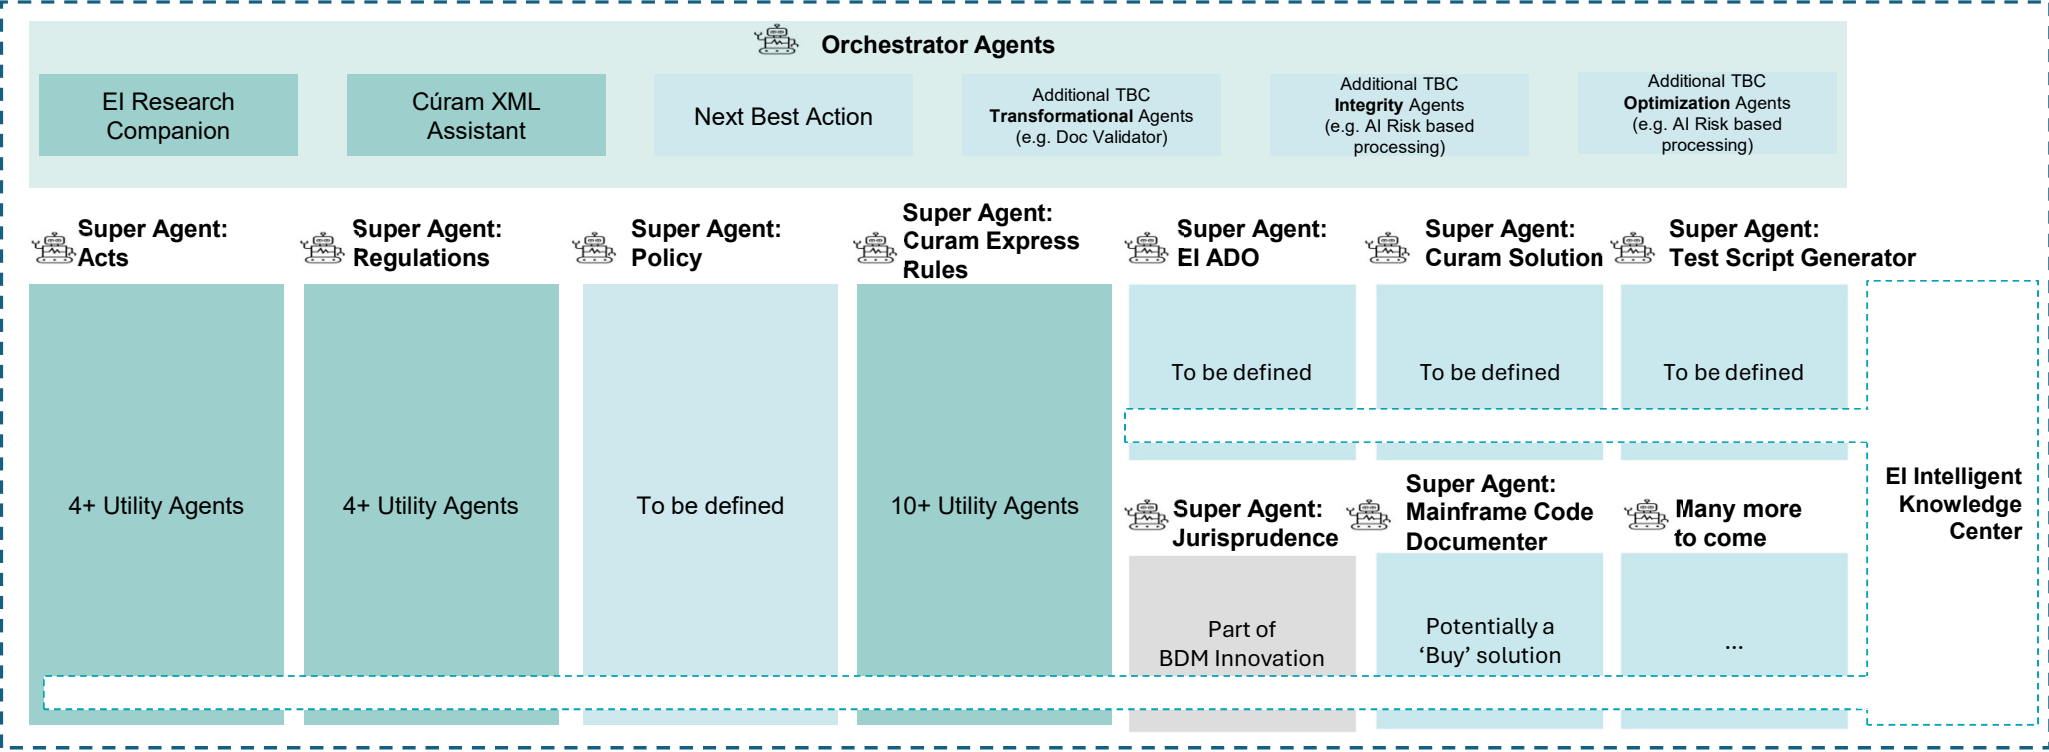 Orchestrator Agents
EI Research
Companion
Cúram XML
Assistant
Next Best Action
Additional TBC
Transformational Agents
(e.g. Doc Validator)
Additional TBC
Integrity Agents
(e.g. AI Risk based
processing)
Additional TBC
Optimization Agents
(e.g. AI Risk based
processing)
Super Agent:
Acts
Super Agent:
Regulations
Super Agent:
Policy
Super Agent:
Curam Express
Rules
Super Agent:
EI ADO
Super Agent:
Curam Solution
Super Agent:
Test Script Generator
4+ Utility Agents
4+ Utility Agents
To be defined
10+ Utility Agents
To be defined
To be defined
To be defined
Super Agent:
Jurisprudence
Super Agent:
Mainframe Code
Documenter
Many more
to come
Part of
BDM Innovation
Potentially a
‘Buy’ solution
...
EI Intelligent
Knowledge
Center